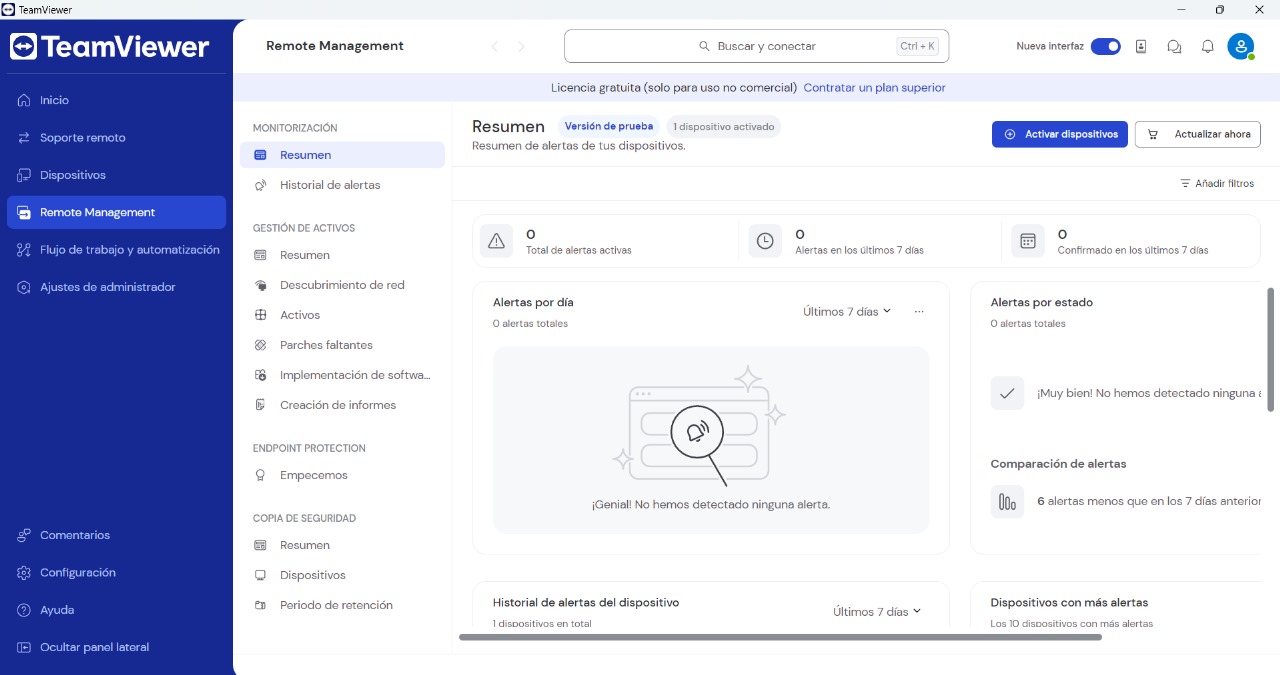 TeamViewer
TeamViewer
Inicio
Soporte remoto
Dispositivos
Remote Management
Flujo de trabajo y automatización
Ajustes de administrador
Comentarios
Configuración
Ayuda
Ocultar panel lateral
Remote Management
Buscar y conectar
Ctrl + K
Nueva interfaz
Licencia gratuita (solo para uso no comercial) Contratar un plan superior
MONITORIZACIÓN
Resumen
Historial de alertas
GESTIÓN DE ACTIVOS
Resumen
Descubrimiento de red
Activos
Parches faltantes
Implementación de softwa...
Creación de informes
ENDPOINT PROTECTION
Empecemos
COPIA DE SEGURIDAD
Resumen
Dispositivos
Periodo de retención
Resumen
Versión de prueba
1 dispositivo activado
Resumen de alertas de tus dispositivos.
Activar dispositivos
Actualizar ahora
Añadir filtros
0
Total de alertas activas
0
Alertas en los últimos 7 días
0
Confirmado en los últimos 7 días
Alertas por día
0 alertas totales
Últimos 7 días
¡Genial! No hemos detectado ninguna alerta.
Alertas por estado
0 alertas totales
¡Muy bien! No hemos detectado ninguna a
Comparación de alertas
6 alertas menos que en los 7 días anterior
Historial de alertas del dispositivo
1 dispositivos en total
Últimos 7 días
Dispositivos con más alertas
Los 10 dispositivos con más alertas